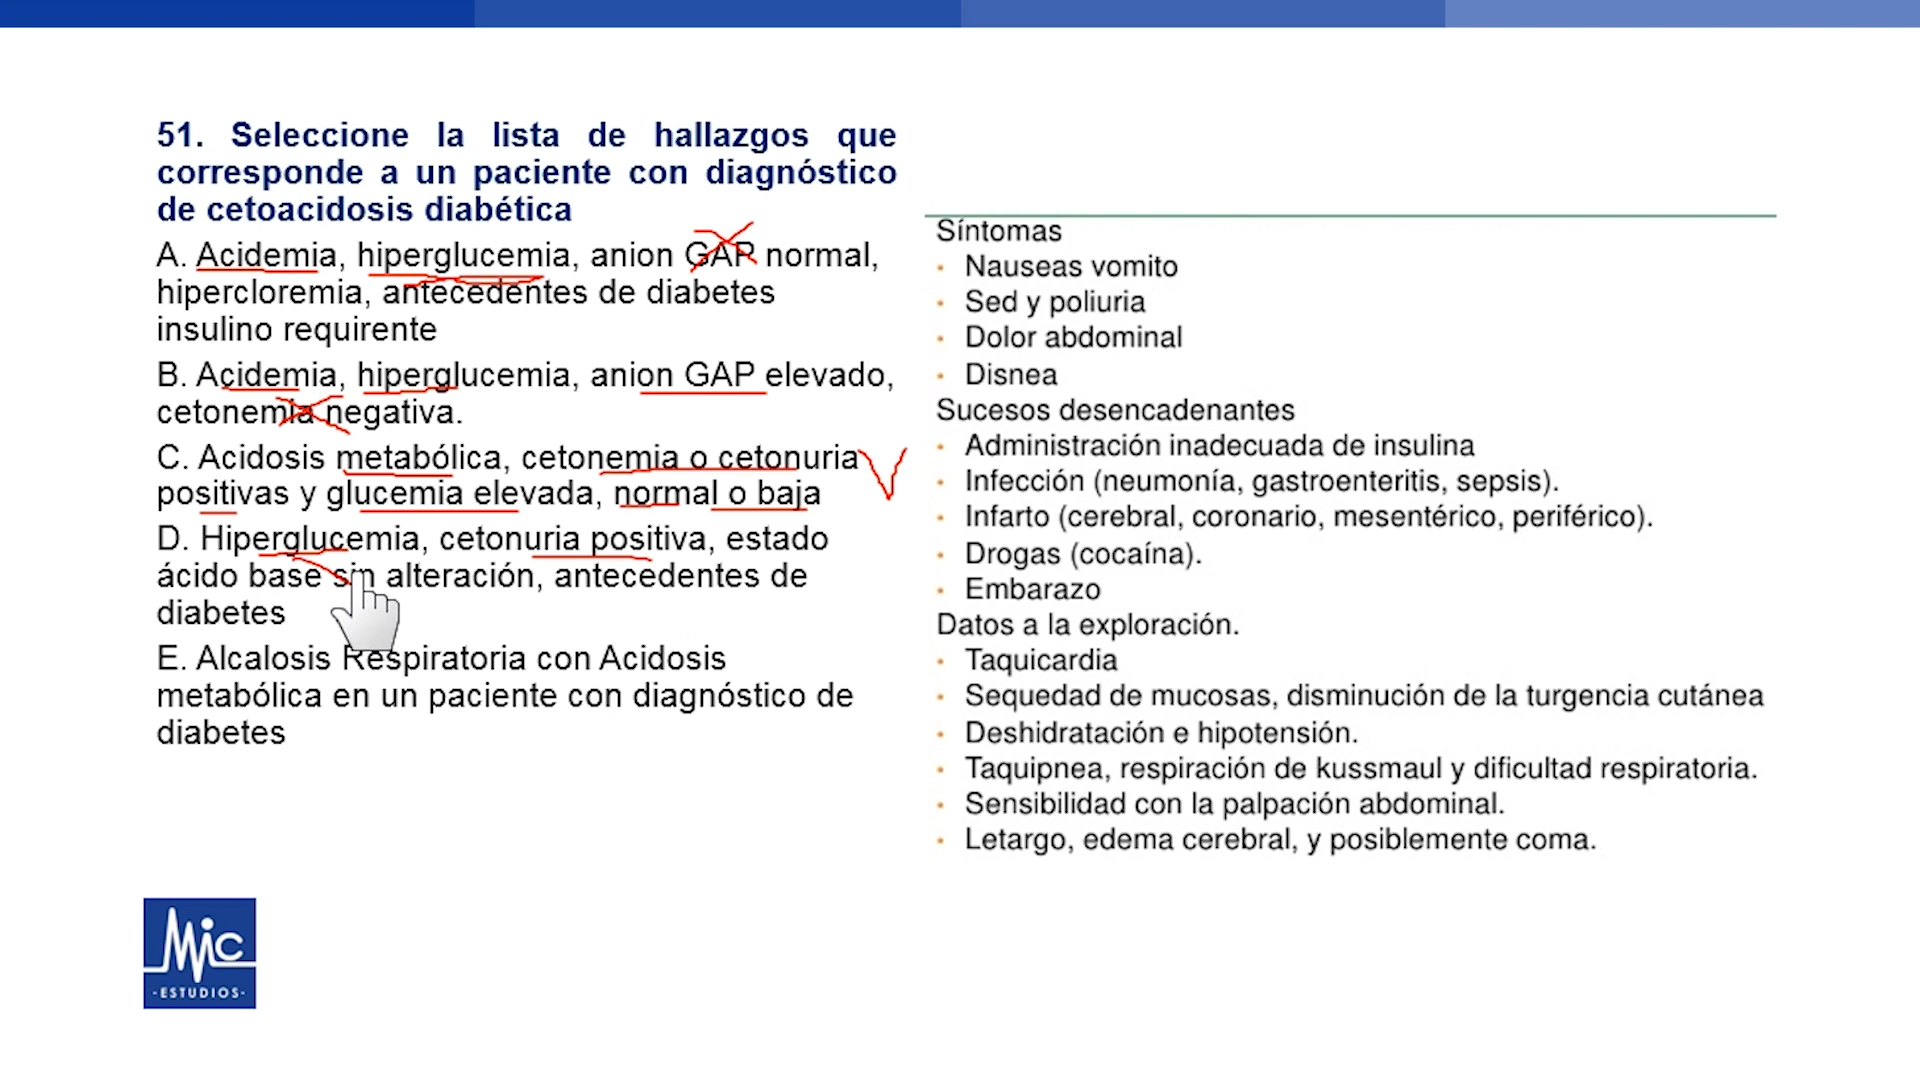 51. Seleccione la lista de hallazgos que
corresponde a un paciente con diagnóstico
de cetoacidosis diabética
A. Acidemia, hiperglucemia, anion GAP normal,
hipercloremia, antecedentes de diabetes
insulino requirente
B. Acidemia, hiperglucemia, anion GAP elevado,
cetonemia negativa.
C. Acidosis metabólica, cetonemia o cetonuria
positivas y glucemia elevada, normal o baja
D. Hiperglucemia, cetonuria positiva, estado
ácido base sin alteración, antecedentes de
diabetes
E. Alcalosis Respiratoria con Acidosis
metabólica en un paciente con diagnóstico de
diabetes
Síntomas
• Nauseas vomito
• Sed y poliuria
• Dolor abdominal
• Disnea
Sucesos desencadenantes
• Administración inadecuada de insulina
• Infección (neumonía, gastroenteritis, sepsis).
• Infarto (cerebral, coronario, mesentérico, periférico).
• Drogas (cocaína).
• Embarazo
Datos a la exploración.
• Taquicardia
• Sequedad de mucosas, disminución de la turgencia cutánea
• Deshidratación e hipotensión.
• Taquipnea, respiración de kussmaul y dificultad respiratoria.
• Sensibilidad con la palpación abdominal.
• Letargo, edema cerebral, y posiblemente coma.
Mic
·ESTUDIOS·